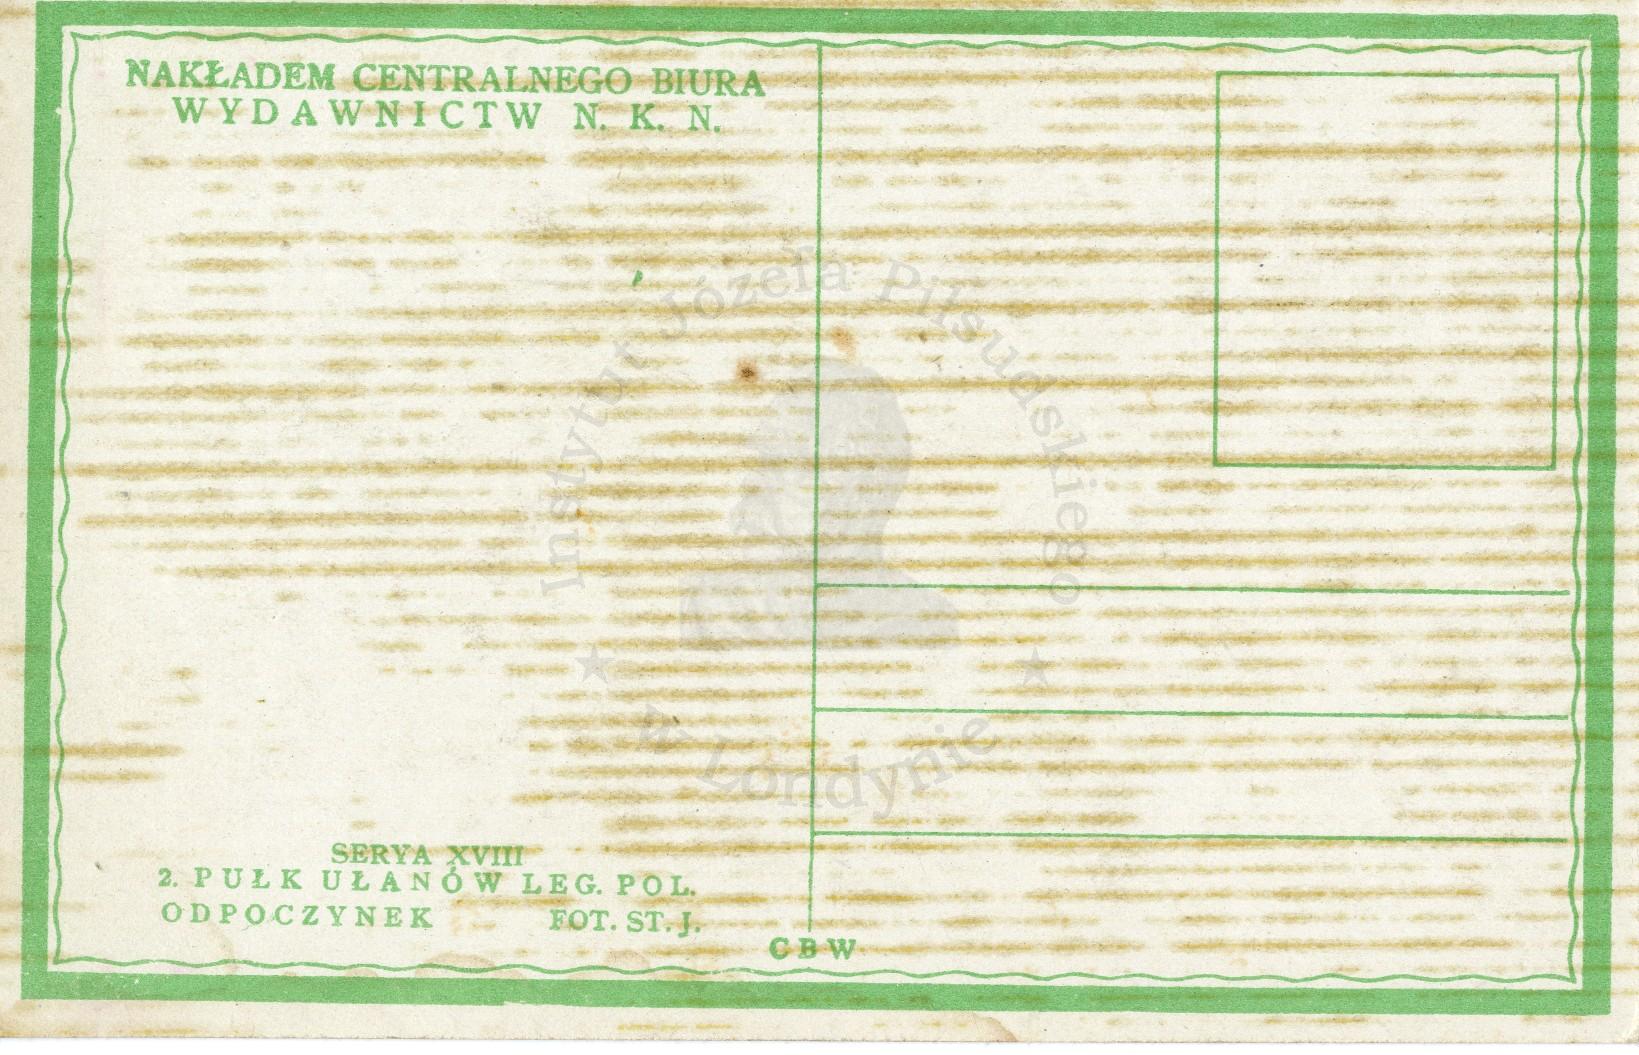 NAKŁADEM CENTRALNEGO BIURA
WYDAWNICTW N. K. N.
Instytut Józefa Piłsudskiego
w Londynie
SERYA XVIII
2. PUŁK UŁANÓW LEG. POL.
ODPOCZYNEK FOT. ST. J.
CBW